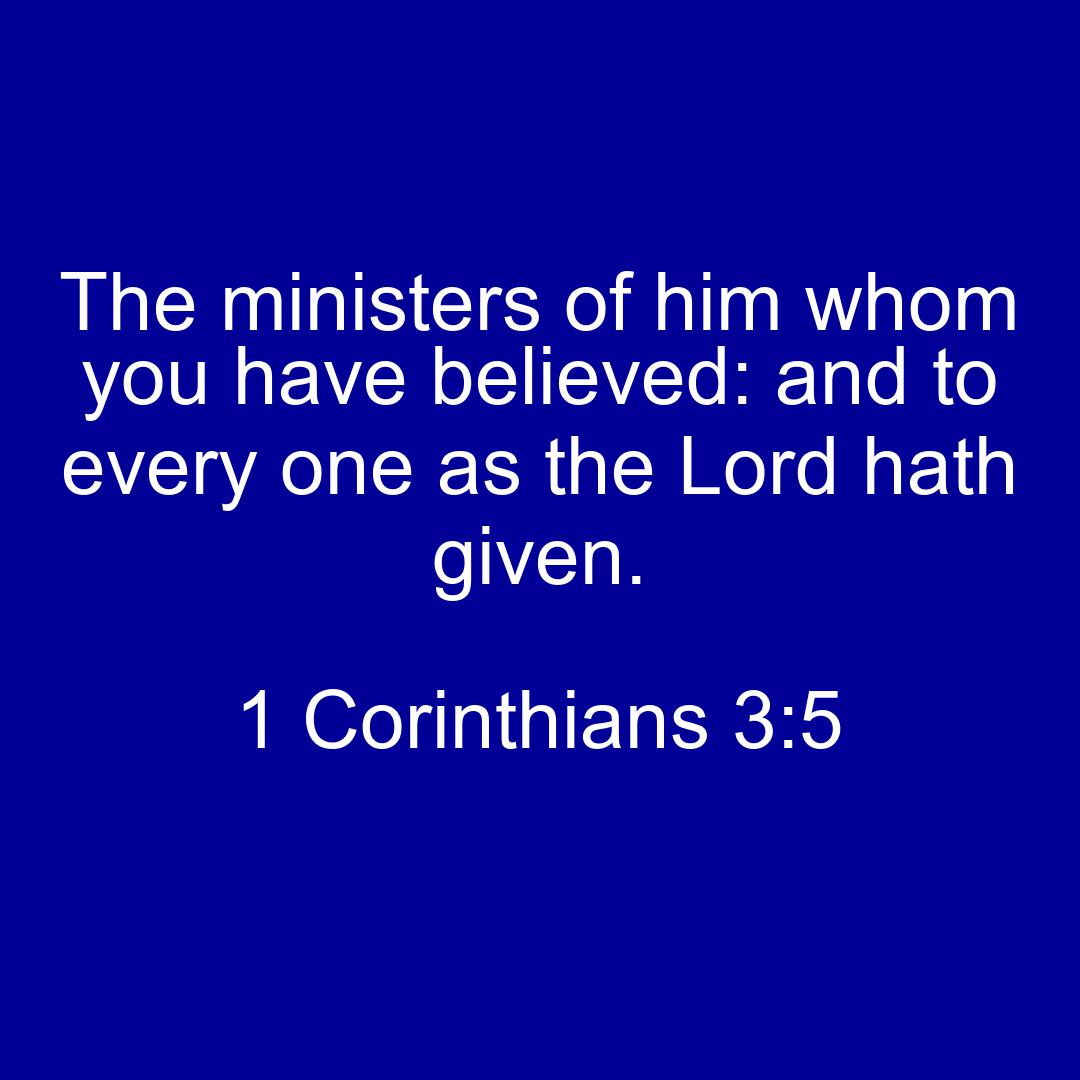 The ministers of him whom
you have believed: and to
every one as the Lord hath
given.
1 Corinthians 3:5